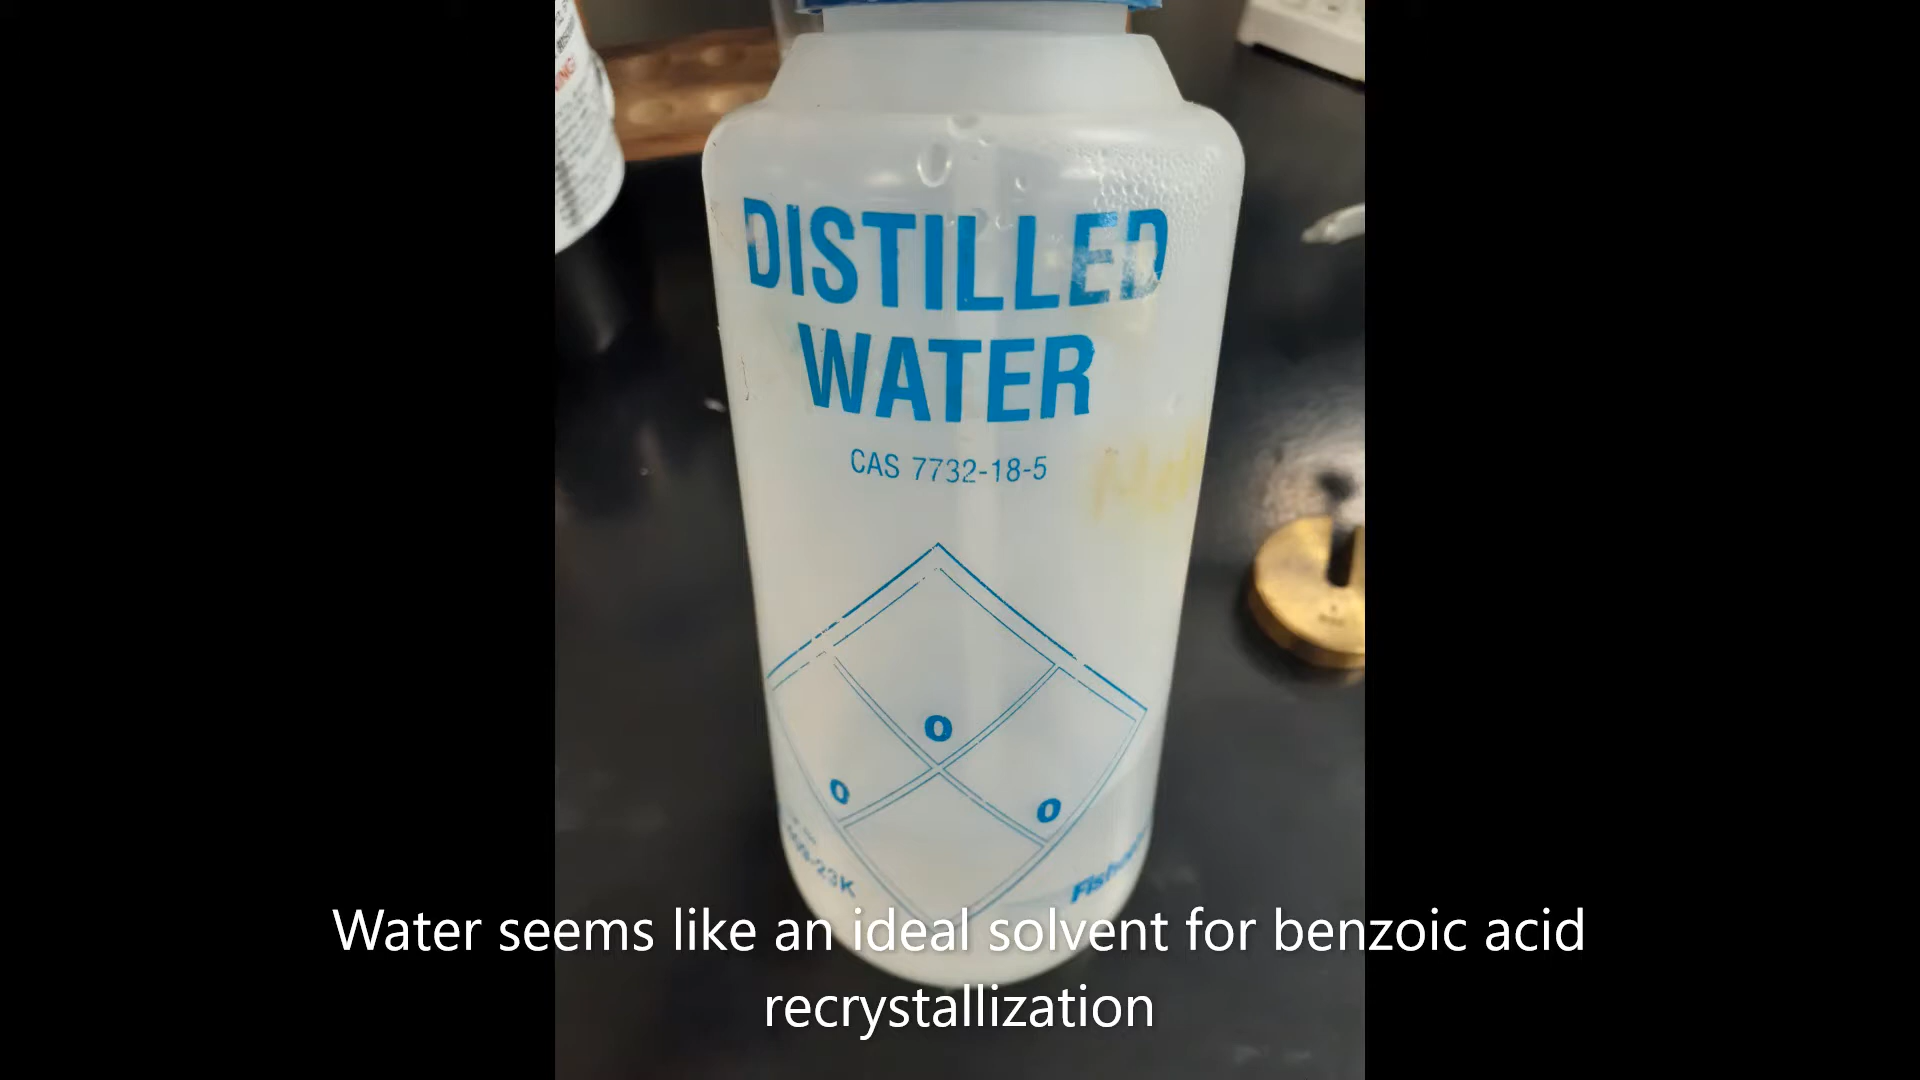 DISTILLED
WATER
CAS 7732-18-5
0
0
0
Water seems like an ideal solvent for benzoic acid
recrystallization